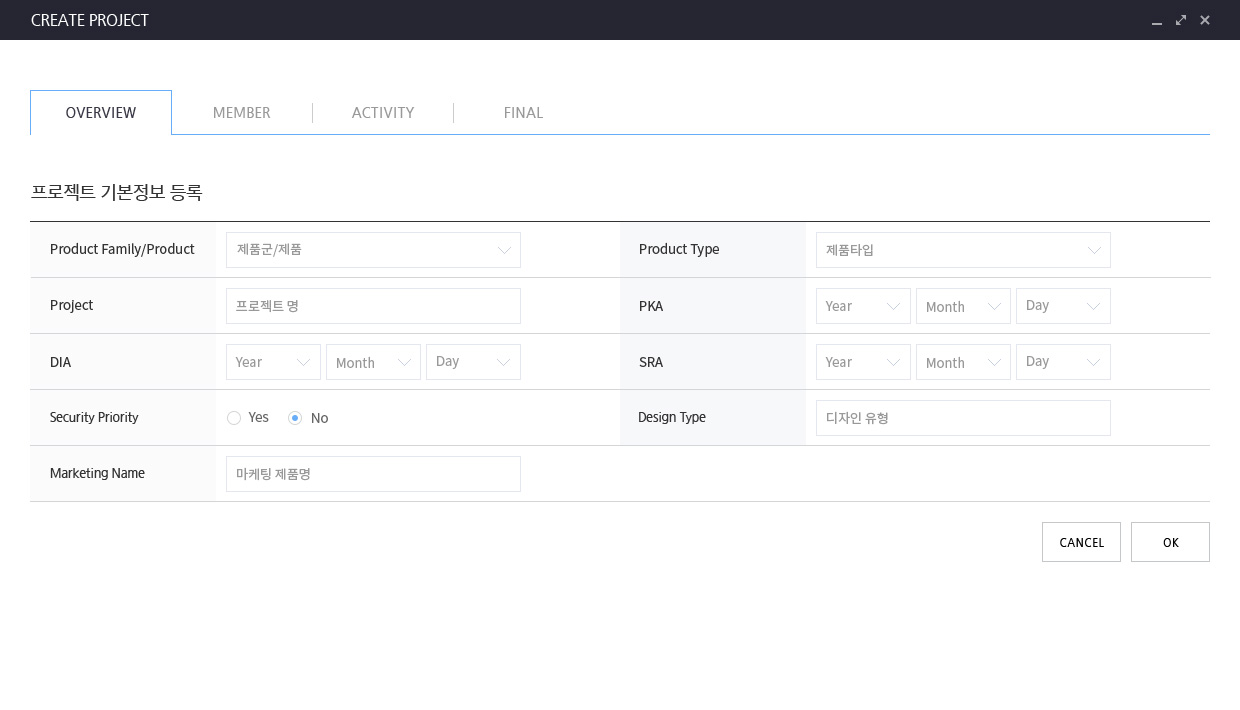 CREATE PROJECT
OVERVIEW MEMBER ACTIVITY FINAL
프로젝트 기본정보 등록
Product Family/Product 제품군/제품 Product Type 제품타입
Project 프로젝트 명 PKA Year Month Day
DIA Year Month Day SRA Year Month Day
Security Priority Yes No Design Type 디자인 유형
Marketing Name 마케팅 제품명
CANCEL OK